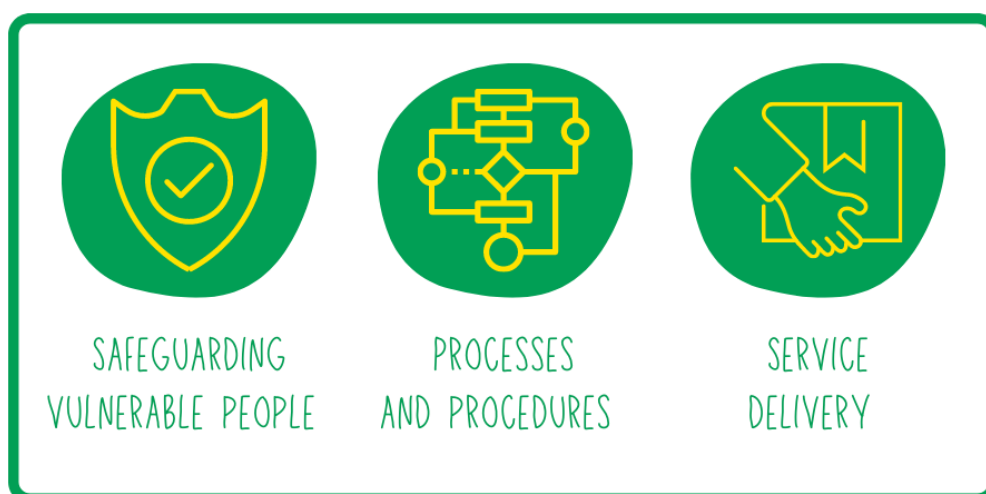 SAFEGUARDING
VULNERABLE PEOPLE
PROCESSES
AND PROCEDURES
SERVICE
DELIVERY